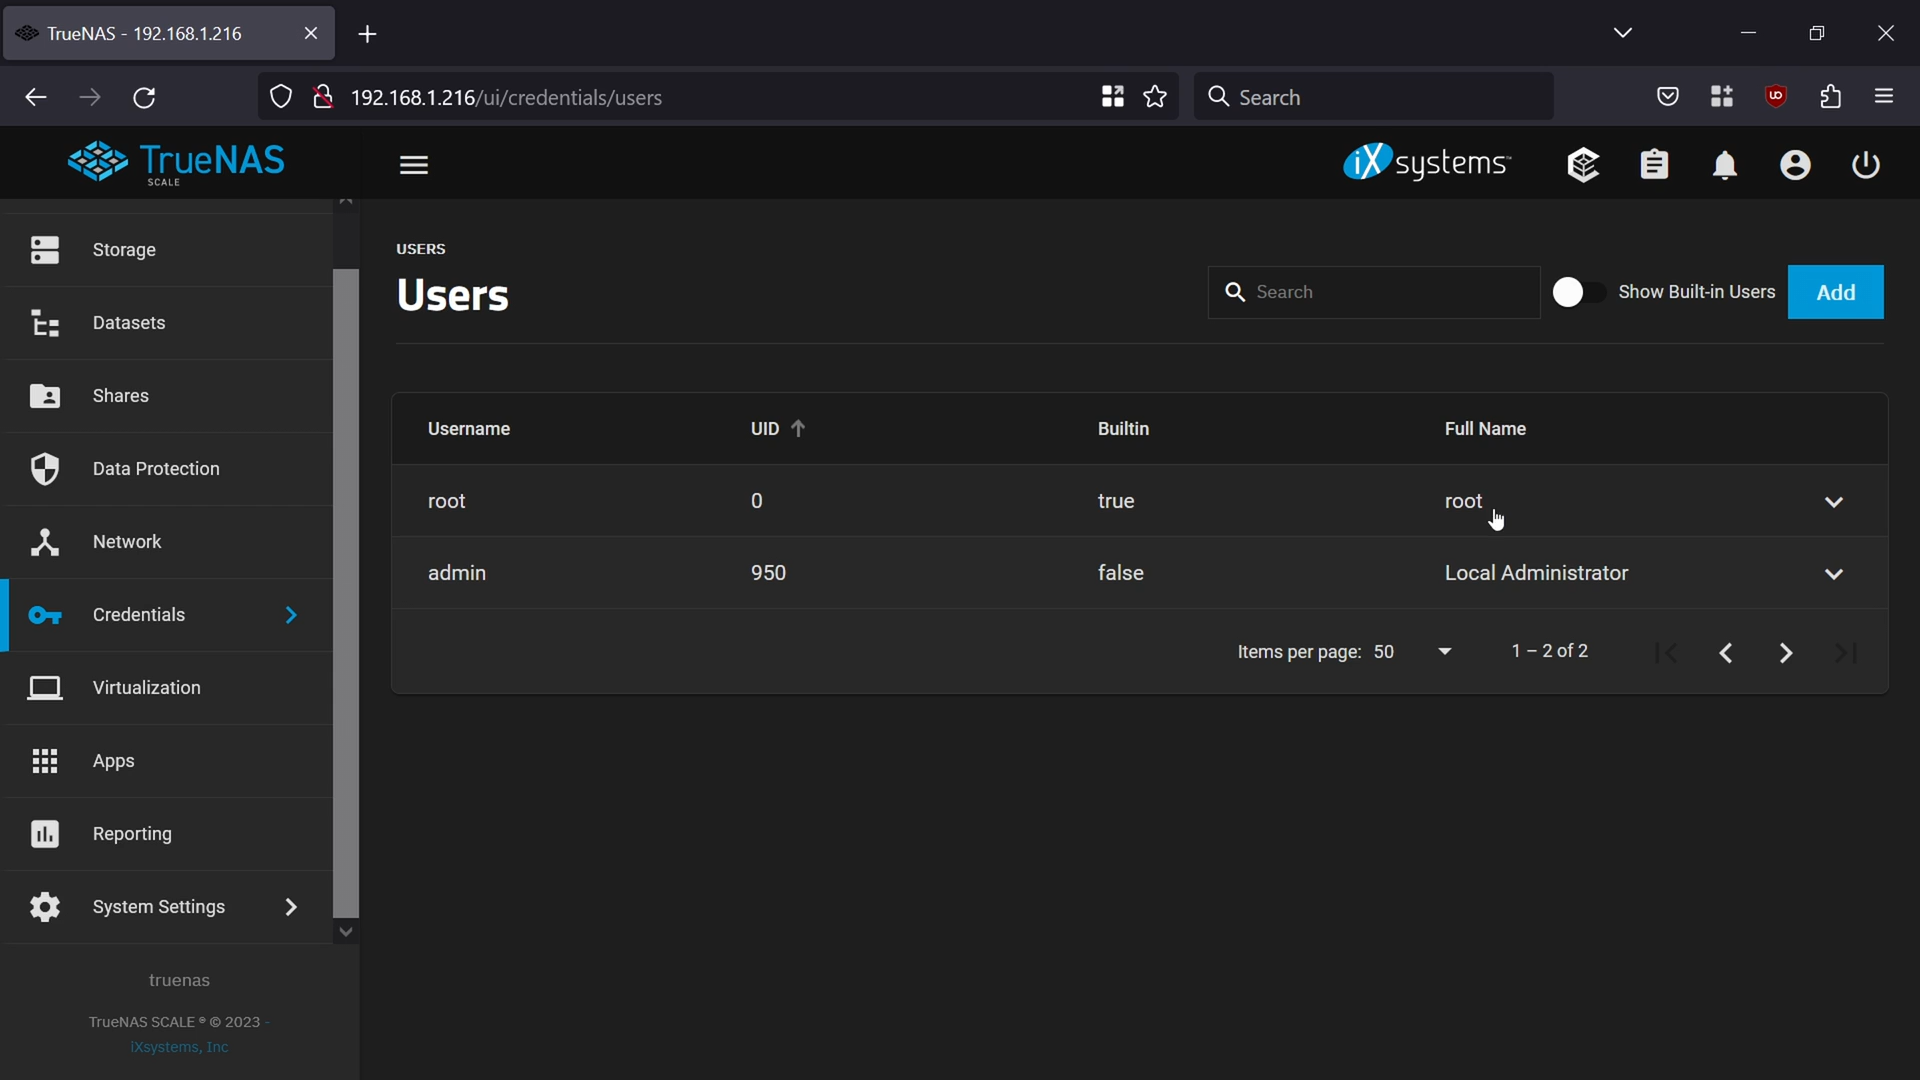 TrueNAS - 192.168.1.216
192.168.1.216/ui/credentials/users
Search
TrueNAS
SCALE
iXsystems™
Storage
Datasets
Shares
Data Protection
Network
Credentials
Virtualization
Apps
Reporting
System Settings
truenas
TrueNAS SCALE ® © 2023 -
iXsystems, Inc
USERS
Users
Search
Show Built-in Users
Add
Username UID Builtin Full Name
root 0 true root
admin 950 false Local Administrator
Items per page: 50 1 – 2 of 2